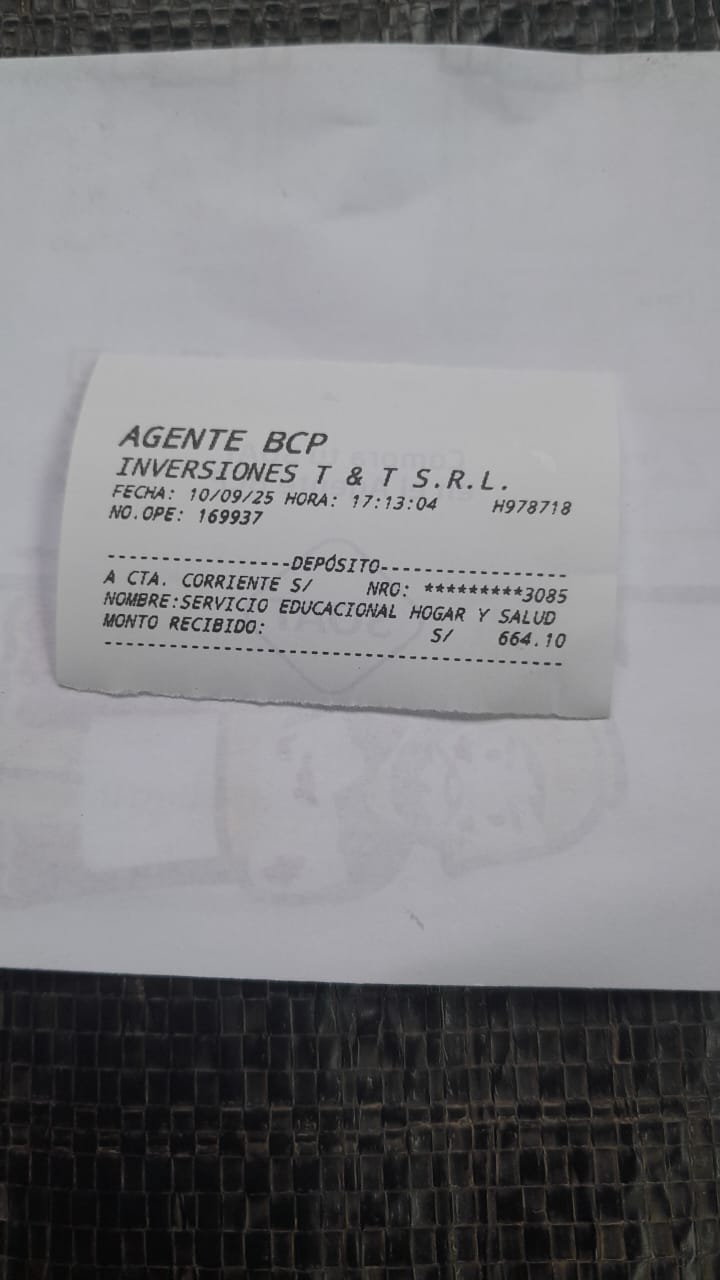 AGENTE BCP
INVERSIONES T & T S.R.L.
FECHA: 10/09/25 HORA: 17:13:04 H978718
NO.OPE: 169937
------------------DEPÓSITO------------------
A CTA. CORRIENTE S/ NRO: *********3085
NOMBRE:SERVICIO EDUCACIONAL HOGAR Y SALUD
MONTO RECIBIDO: S/ 664.10